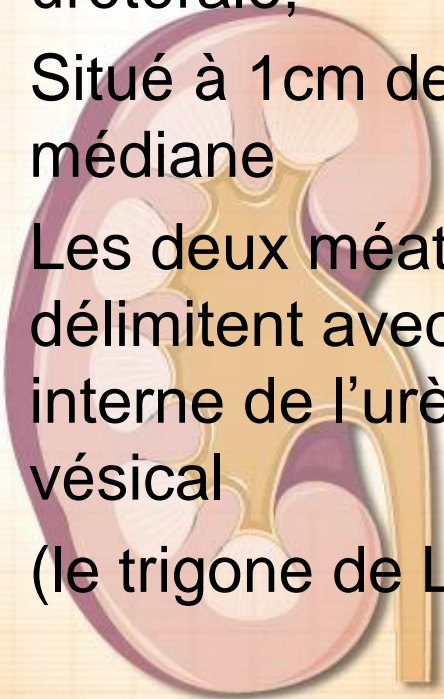 Situé à 1cm de
médiane
Les deux méat
délimitent avec
interne de l'urè
vésical
(le trigone de L